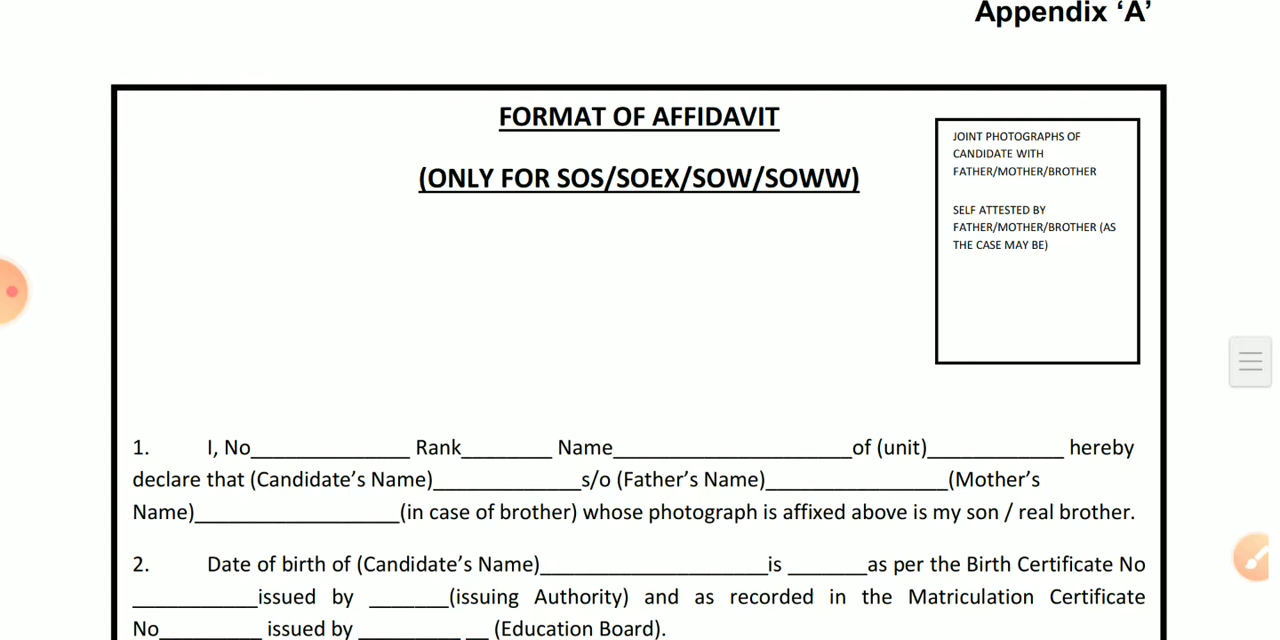 Appendix ‘A’
FORMAT OF AFFIDAVIT
(ONLY FOR SOS/SOEX/SOW/SOWW)
JOINT PHOTOGRAPHS OF
CANDIDATE WITH
FATHER/MOTHER/BROTHER
SELF ATTESTED BY
FATHER/MOTHER/BROTHER (AS
THE CASE MAY BE)
1. I, No______________ Rank________ Name_____________________of (unit)____________ hereby
declare that (Candidate’s Name)_____________s/o (Father’s Name)________________(Mother’s
Name)__________________(in case of brother) whose photograph is affixed above is my son / real brother.
2. Date of birth of (Candidate’s Name)____________________is _______as per the Birth Certificate No
___________issued by _______(issuing Authority) and as recorded in the Matriculation Certificate
No_________ issued by _________ __ (Education Board).